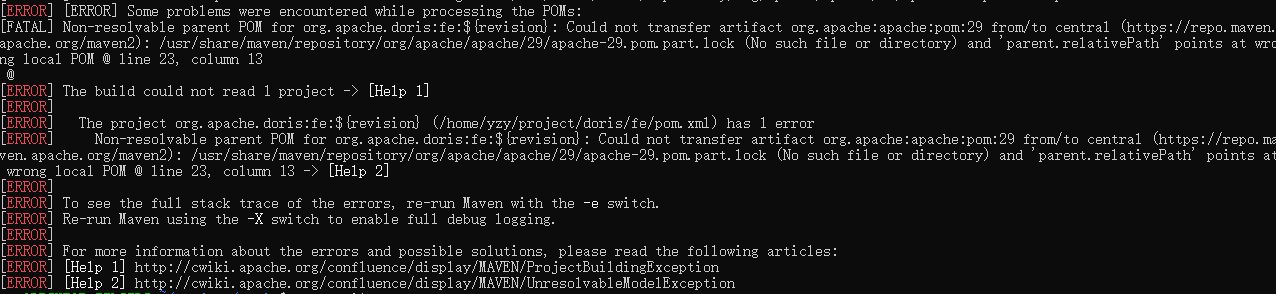 [ERROR] [ERROR] Some problems were encountered while processing the POMs:
[FATAL] Non-resolvable parent POM for org.apache.doris:fe:${revision}: Could not transfer artifact org.apache:apache:pom:29 from/to central (https://repo.maven.
apache.org/maven2): /usr/share/maven/repository/org/apache/apache/29/apache-29.pom.part.lock (No such file or directory) and 'parent.relativePath' points at wro
ng local POM @ line 23, column 13
 @
[ERROR] The build could not read 1 project -> [Help 1]
[ERROR]
[ERROR]   The project org.apache.doris:fe:${revision} (/home/yzy/project/doris/fe/pom.xml) has 1 error
[ERROR]     Non-resolvable parent POM for org.apache.doris:fe:${revision}: Could not transfer artifact org.apache:apache:pom:29 from/to central (https://repo.ma
ven.apache.org/maven2): /usr/share/maven/repository/org/apache/apache/29/apache-29.pom.part.lock (No such file or directory) and 'parent.relativePath' points at
 wrong local POM @ line 23, column 13 -> [Help 2]
[ERROR]
[ERROR] To see the full stack trace of the errors, re-run Maven with the -e switch.
[ERROR] Re-run Maven using the -X switch to enable full debug logging.
[ERROR]
[ERROR] For more information about the errors and possible solutions, please read the following articles:
[ERROR] [Help 1] http://cwiki.apache.org/confluence/display/MAVEN/ProjectBuildingException
[ERROR] [Help 2] http://cwiki.apache.org/confluence/display/MAVEN/UnresolvableModelException